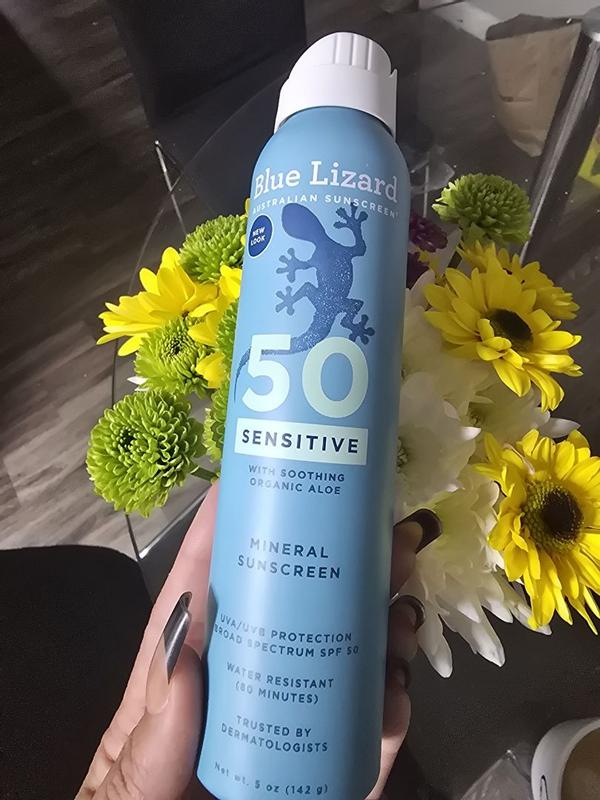 Blue Lizard
AUSTRALIAN SUNSCREEN
NEW
LOOK
50
SENSITIVE
WITH SOOTHING
ORGANIC ALOE
MINERAL
SUNSCREEN
UVA/UVB PROTECTION
BROAD SPECTRUM SPF 50
WATER RESISTANT
(80 MINUTES)
TRUSTED BY
DERMATOLOGISTS
Net wt. 5 oz (142 g)